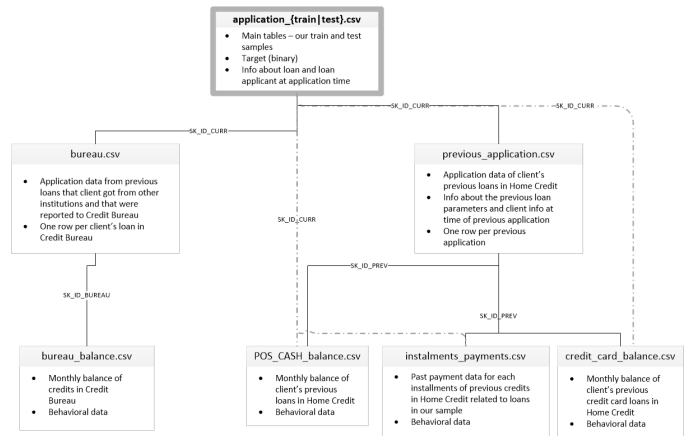 application_{train|test}.csv
• Main tables – our train and test
samples
• Target (binary)
• Info about loan and loan
applicant at application time
SK_ID_CURR
SK_ID_CURR
SK_ID_CURR
bureau.csv
• Application data from previous
loans that client got from other
institutions and that were
reported to Credit Bureau
• One row per client's loan in
Credit Bureau
previous_application.csv
• Application data of client's
previous loans in Home Credit
• Info about the previous loan
parameters and client info at
time of previous application
• One row per previous
application
SK_ID_CURR
SK_ID_PREV
SK_ID_BUREAU
SK_ID_PREV
bureau_balance.csv
• Monthly balance of
credits in Credit
Bureau
• Behavioral data
POS_CASH_balance.csv
• Monthly balance of
client's previous
loans in Home Credit
• Behavioral data
instalments_payments.csv
• Past payment data for each
installments of previous credits
in Home Credit related to loans
in our sample
• Behavioral data
credit_card_balance.csv
• Monthly balance of
client's previous
credit card loans in
Home Credit
• Behavioral data